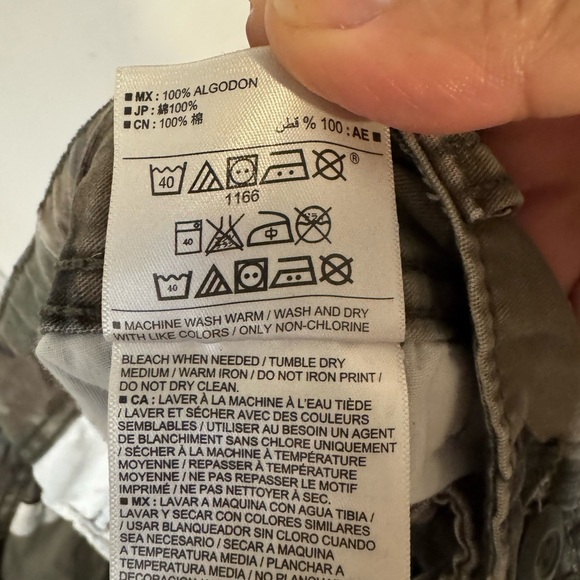 ■ MX : 100% ALGODON
■ JP : 綿100%
■ CN : 100% 棉
■ AE: 100 % قطن
40 ®
1166
40
40
■ MACHINE WASH WARM / WASH AND DRY
WITH LIKE COLORS / ONLY NON-CHLORINE
BLEACH WHEN NEEDED / TUMBLE DRY
MEDIUM / WARM IRON / DO NOT IRON PRINT /
DO NOT DRY CLEAN.
■ CA : LAVER À LA MACHINE À L'EAU TIÈDE
/ LAVER ET SÉCHER AVEC DES COULEURS
SEMBLABLES / UTILISER AU BESOIN UN AGENT
DE BLANCHIMENT SANS CHLORE UNIQUEMENT
/ SÉCHER À LA MACHINE À TEMPÉRATURE
MOYENNE / REPASSER À TEMPÉRATURE
MOYENNE / NE PAS REPASSER LE MOTIF
IMPRIMÉ / NE PAS NETTOYER À SEC.
■ MX : LAVAR A MAQUINA CON AGUA TIBIA /
LAVAR Y SECAR CON COLORES SIMILARES
/ USAR BLANQUEADOR SIN CLORO CUANDO
SEA NECESARIO / SECAR A MAQUINA
A TEMPERATURA MEDIA / PLANCHAR A
TEMPERATURA MEDIA / NO PLANCHAR